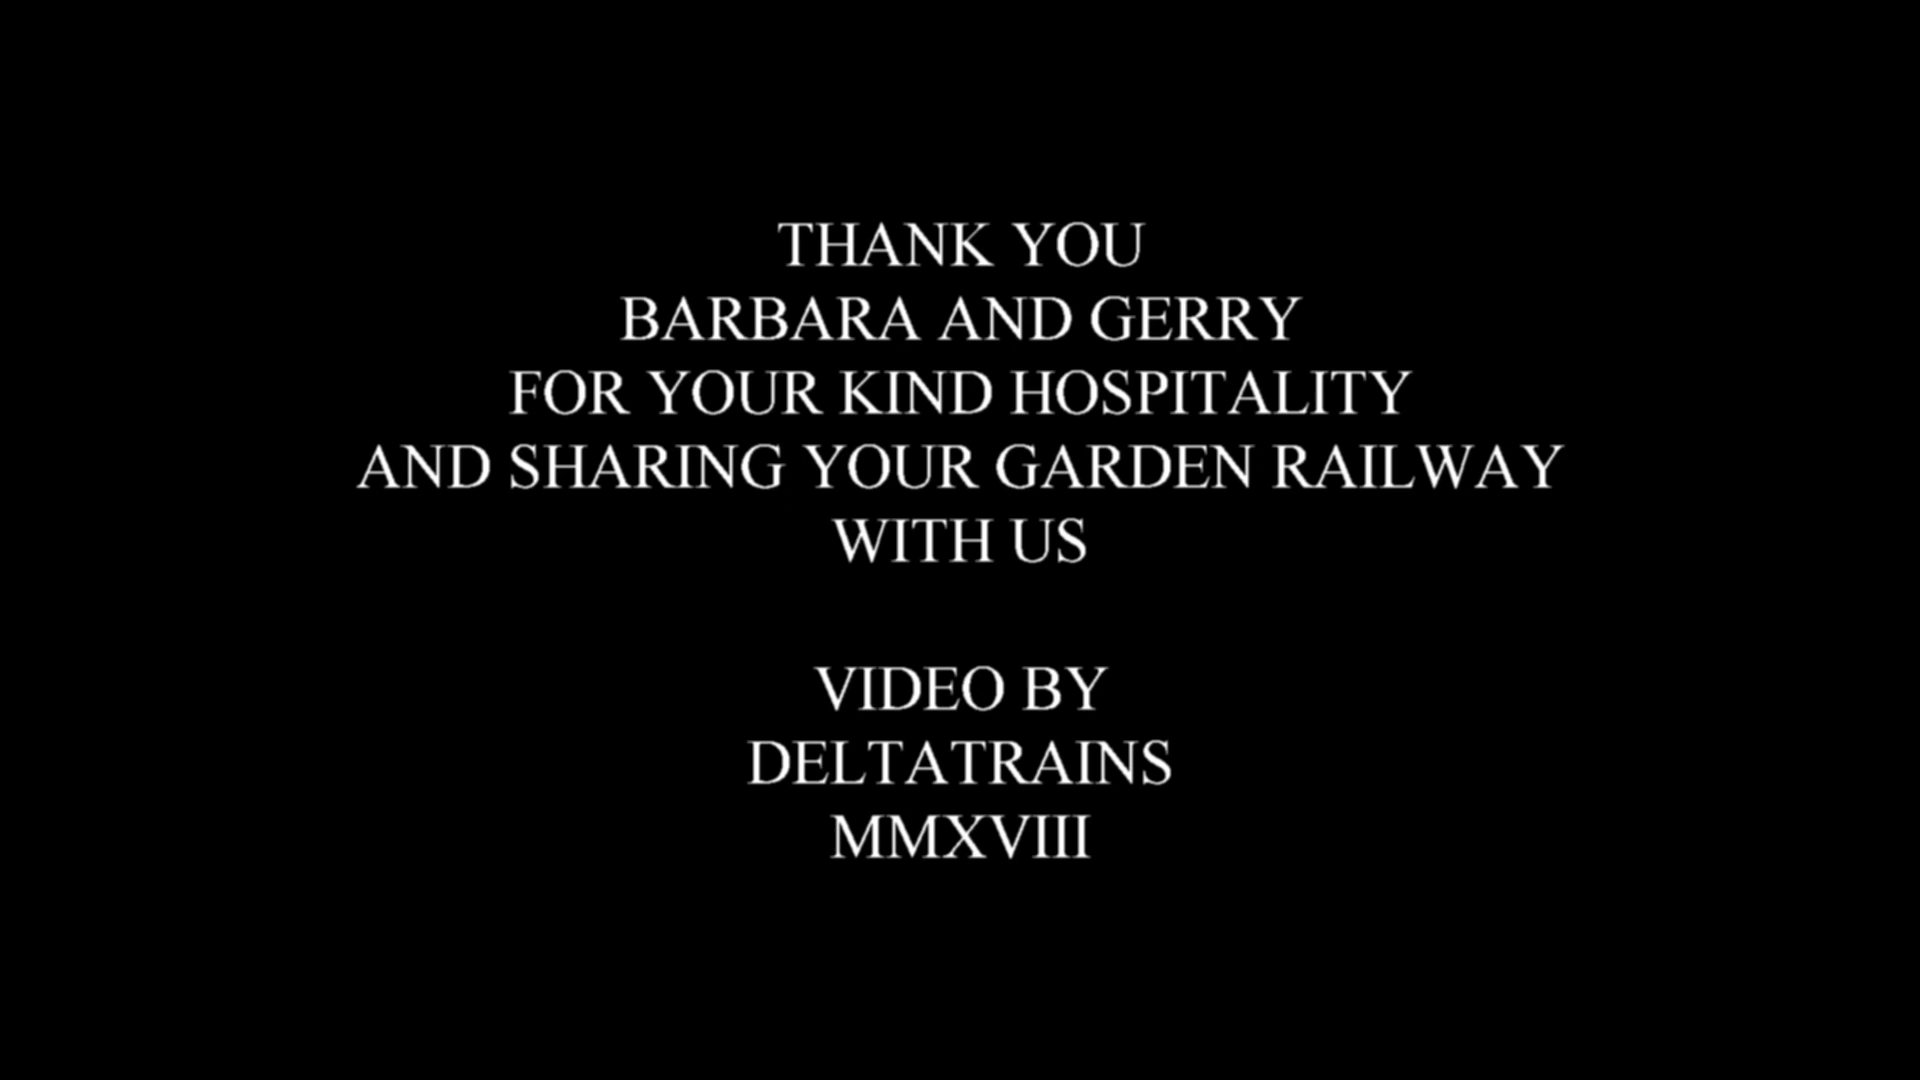 THANK YOU
BARBARA AND GERRY
FOR YOUR KIND HOSPITALITY
AND SHARING YOUR GARDEN RAILWAY
WITH US
VIDEO BY
DELTATRAINS
MMXVIII